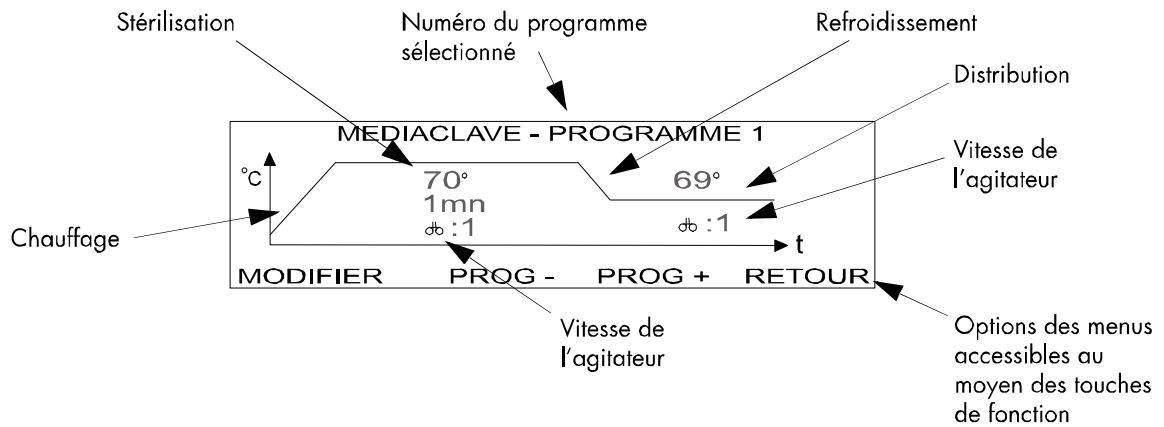 Stérilisation
Numéro du programme
sélectionné
Refroidissement
Distribution
MEDIACLAVE - PROGRAMME 1
Vitesse de
l'agitateur
°C
70°
69°
1mn
:1
:1
Chauffage
t
MODIFIER PROG - PROG + RETOUR
Vitesse de
l'agitateur
Options des menus
accessibles au
moyen des touches
de fonction